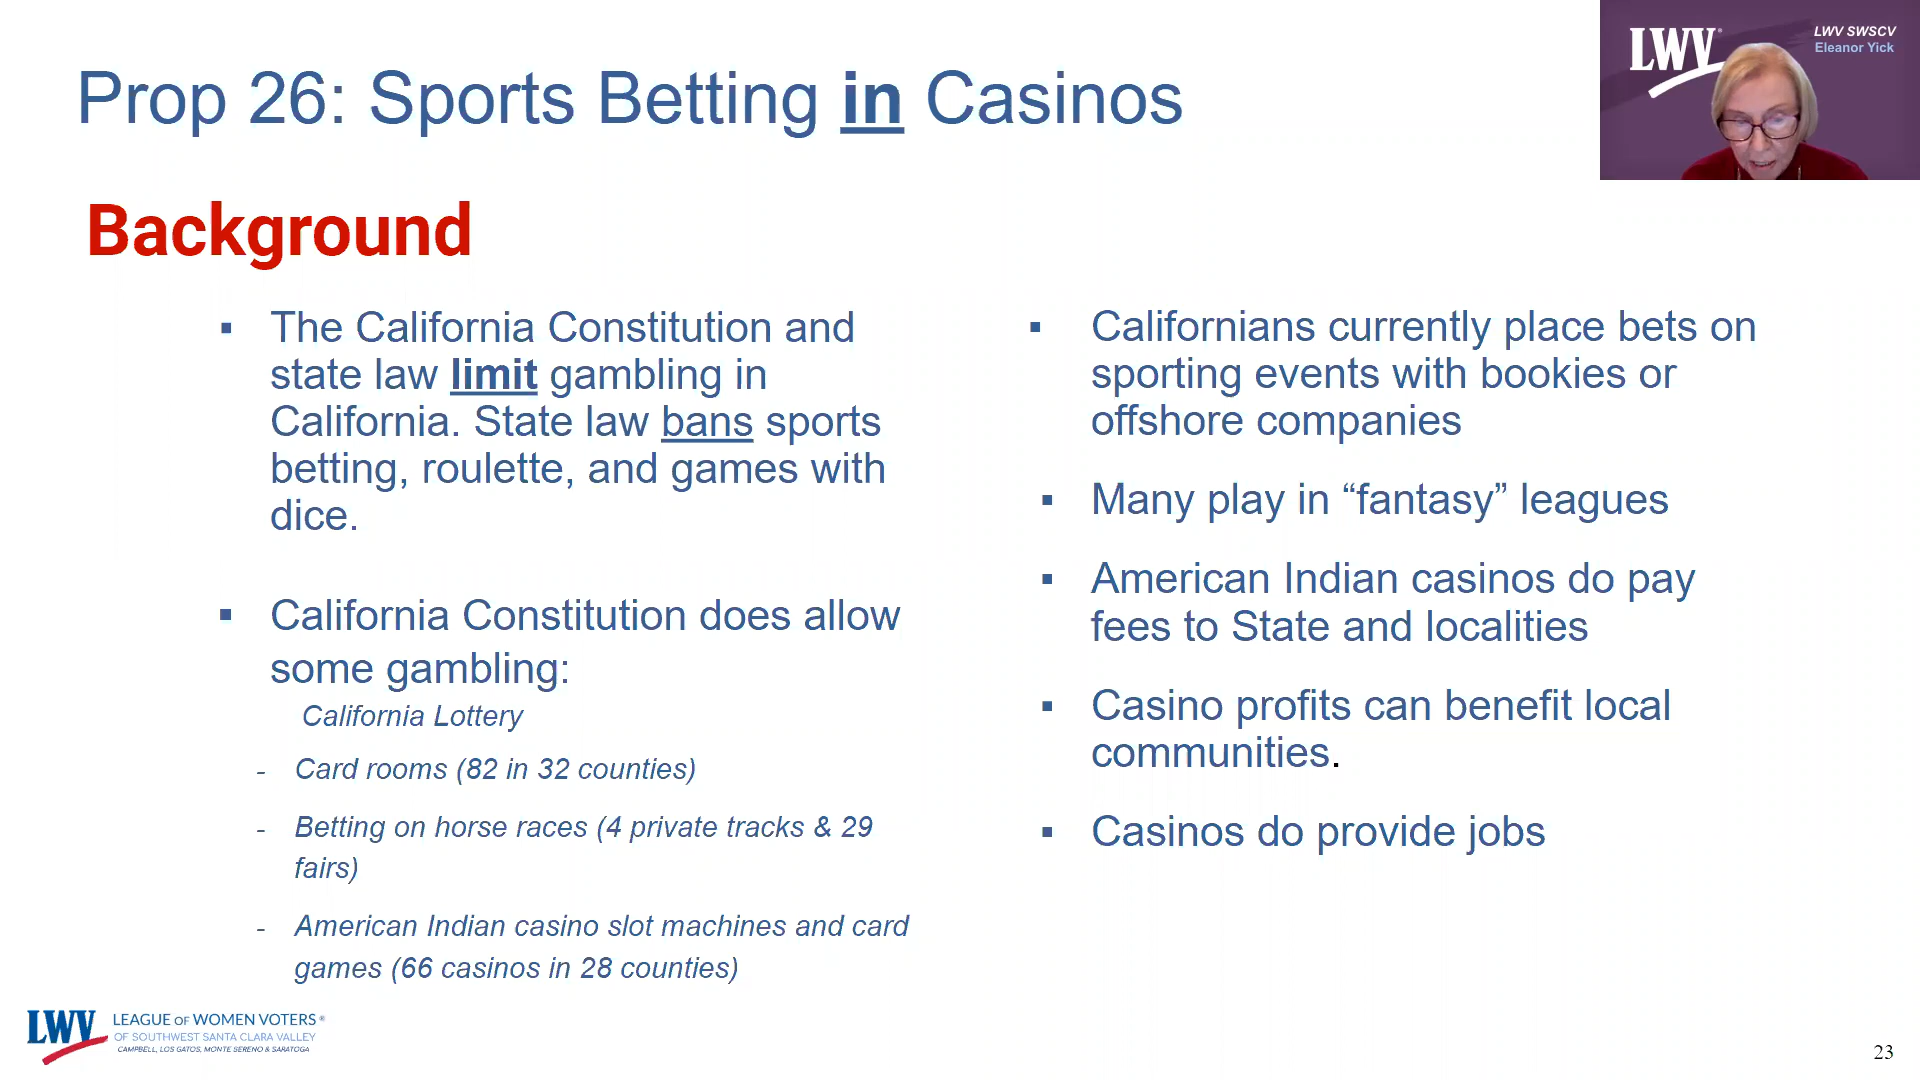 Prop 26: Sports Betting in Casinos
LWV®
LWV SWSCV
Eleanor Yick
Background
▪ The California Constitution and
state law limit gambling in
California. State law bans sports
betting, roulette, and games with
dice.
▪ California Constitution does allow
some gambling:
California Lottery
- Card rooms (82 in 32 counties)
- Betting on horse races (4 private tracks & 29
fairs)
- American Indian casino slot machines and card
games (66 casinos in 28 counties)
▪ Californians currently place bets on
sporting events with bookies or
offshore companies
▪ Many play in “fantasy” leagues
▪ American Indian casinos do pay
fees to State and localities
▪ Casino profits can benefit local
communities.
▪ Casinos do provide jobs
LWV
LEAGUE OF WOMEN VOTERS®
OF SOUTHWEST SANTA CLARA VALLEY
CAMPBELL, LOS GATOS, MONTE SERENO & SARATOGA
23